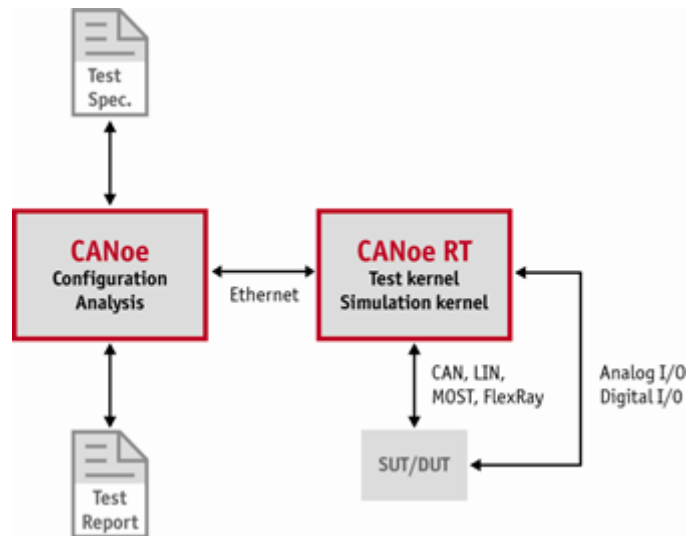 Test
Spec.
CANoe
Configuration
Analysis
Ethernet
CANoe RT
Test kernel
Simulation kernel
CAN, LIN,
MOST, FlexRay
Analog I/O
Digital I/O
SUT/DUT
Test
Report